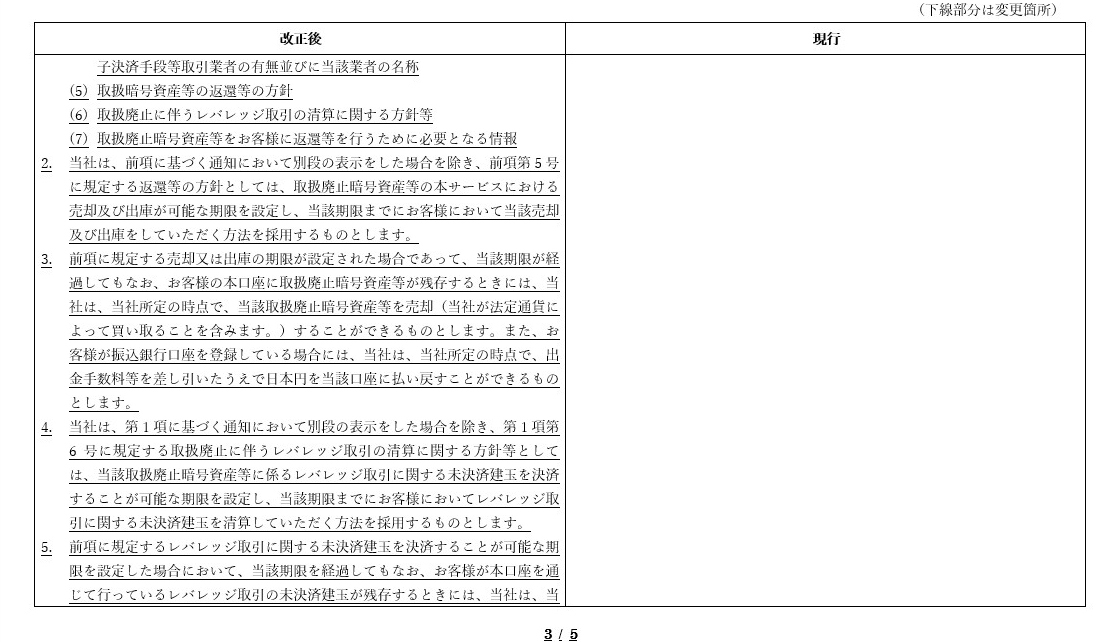 （下線部分は変更箇所）
改正後
現行
子決済手段等取引業者の有無並びに当該業者の名称
(5) 取扱暗号資産等の返還等の方針
(6) 取扱廃止に伴うレバレッジ取引の清算に関する方針等
(7) 取扱廃止暗号資産等をお客様に返還等を行うために必要となる情報
2. 当社は、前項に基づく通知において別段の表示をした場合を除き、前項第 5 号
に規定する返還等の方針としては、取扱廃止暗号資産等の本サービスにおける
売却及び出庫が可能な期限を設定し、当該期限までにお客様において当該売却
及び出庫をしていただく方法を採用するものとします。
3. 前項に規定する売却又は出庫の期限が設定された場合であって、当該期限が経
過してもなお、お客様の本口座に取扱廃止暗号資産等が残存するときには、当
社は、当社所定の時点で、当該取扱廃止暗号資産等を売却（当社が法定通貨に
よって買い取ることを含みます。）することができるものとします。また、お
客様が振込銀行口座を登録している場合には、当社は、当社所定の時点で、出
金手数料等を差し引いたうえで日本円を当該口座に払い戻すことができるもの
とします。
4. 当社は、第 1 項に基づく通知において別段の表示をした場合を除き、第 1 項第
6 号に規定する取扱廃止に伴うレバレッジ取引の清算に関する方針等として
は、当該取扱廃止暗号資産等に係るレバレッジ取引に関する未決済建玉を決済
することが可能な期限を設定し、当該期限までにお客様においてレバレッジ取
引に関する未決済建玉を清算していただく方法を採用するものとします。
5. 前項に規定するレバレッジ取引に関する未決済建玉を決済することが可能な期
限を設定した場合において、当該期限を経過してもなお、お客様が本口座を通
じて行っているレバレッジ取引の未決済建玉が残存するときには、当社は、当
3 / 5